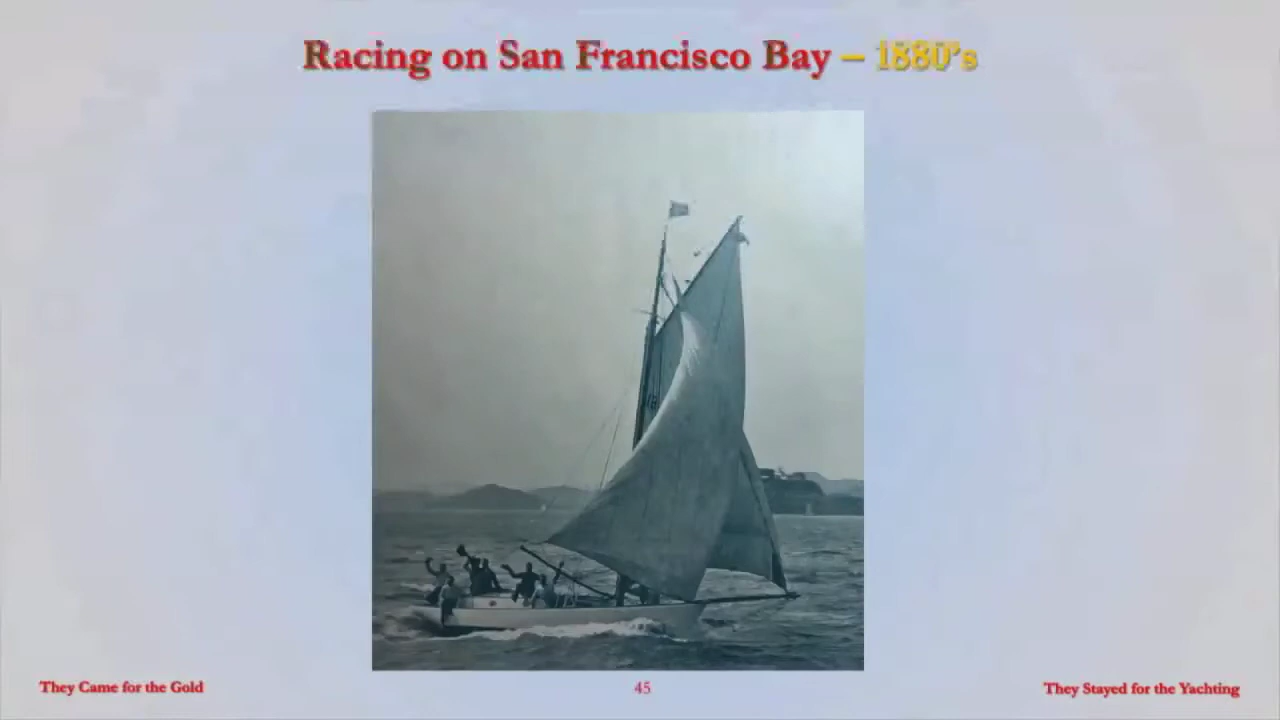 Racing on San Francisco Bay – 1880's
They Came for the Gold
45
They Stayed for the Yachting